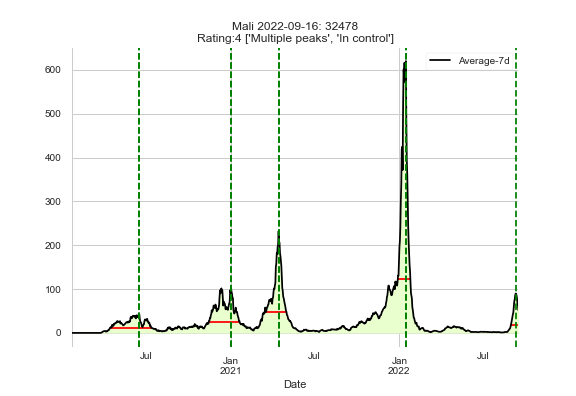 Mali 2022-09-16: 32478
Rating:4 ['Multiple peaks', 'In control']
Average-7d
600
500
400
300
200
100
0
Jul
Jan
2021
Jul
Jan
2022
Jul
Date